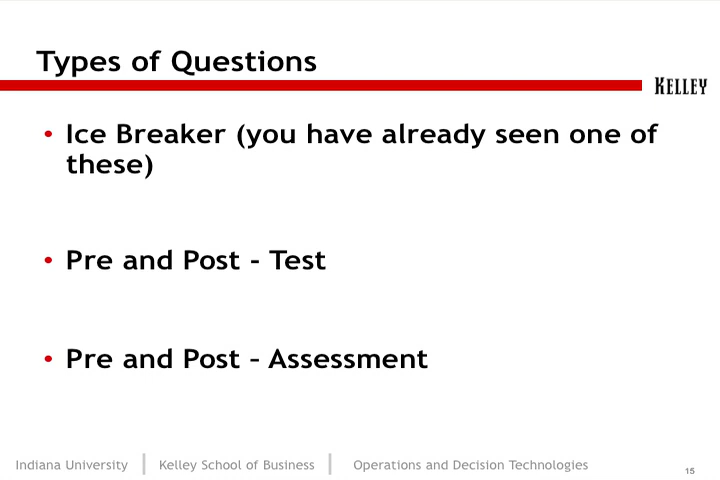 Types of Questions
KELLEY
• Ice Breaker (you have already seen one of
these)
• Pre and Post - Test
• Pre and Post – Assessment
Indiana University | Kelley School of Business | Operations and Decision Technologies
15